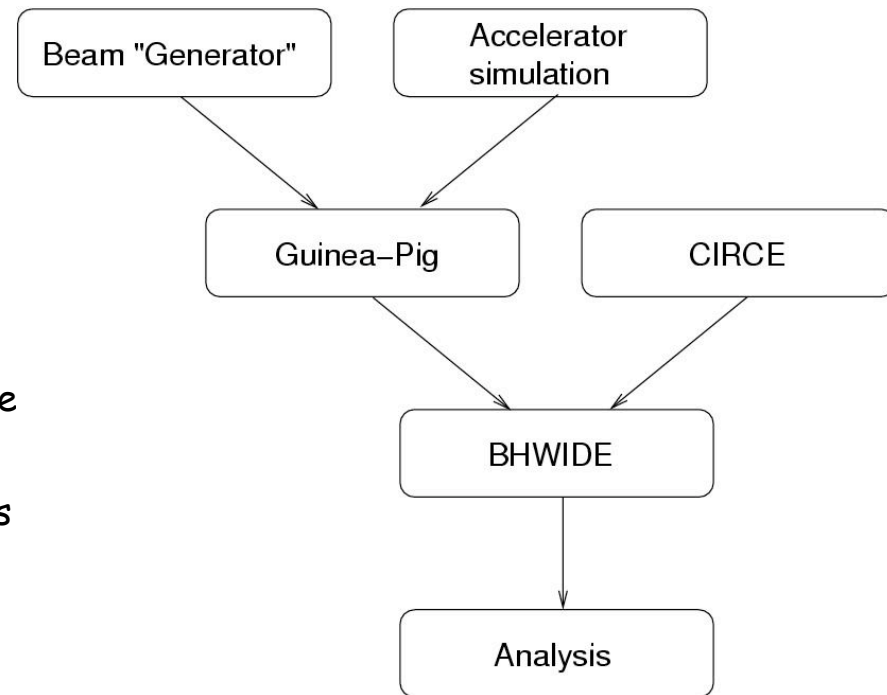 Beam "Generator"
Accelerator
simulation
Guinea–Pig
CIRCE
e
BHWIDE
s
Analysis